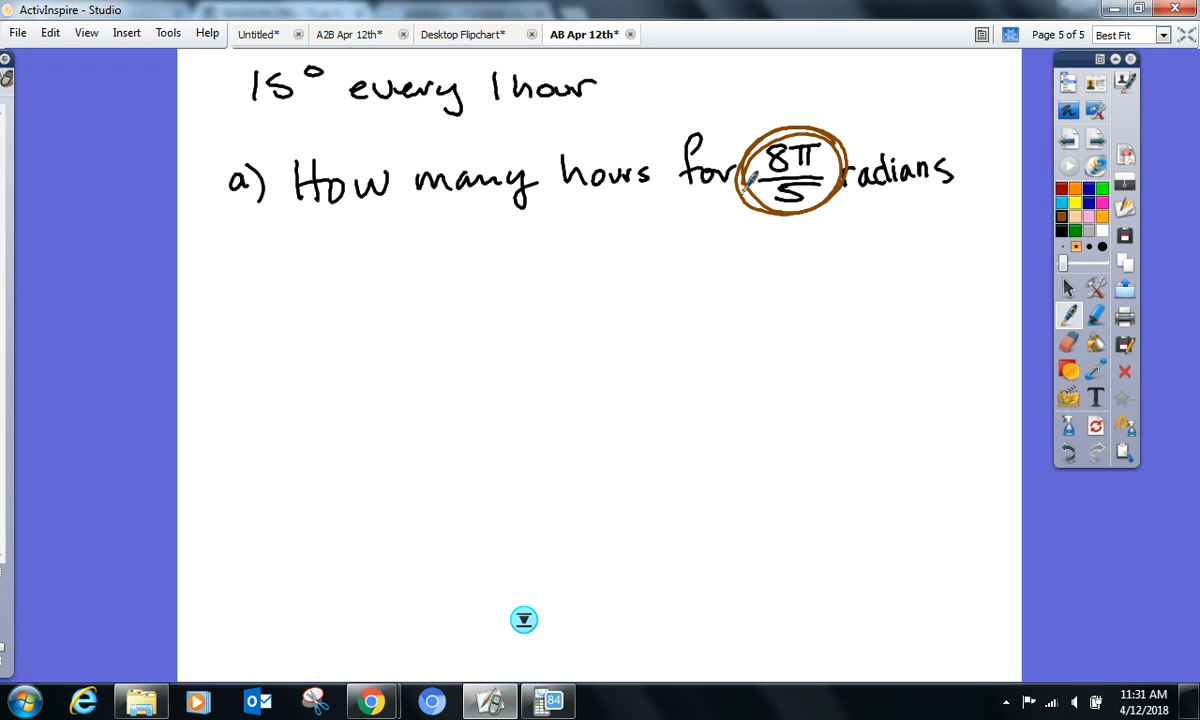 ActivInspire - Studio
File Edit View Insert Tools Help
Untitled* A2B Apr 12th* Desktop Flipchart* AB Apr 12th*
Page 5 of 5 Best Fit
15° every 1 hour
a) How many hours for 8π/5 radians
T
84
11:31 AM
4/12/2018